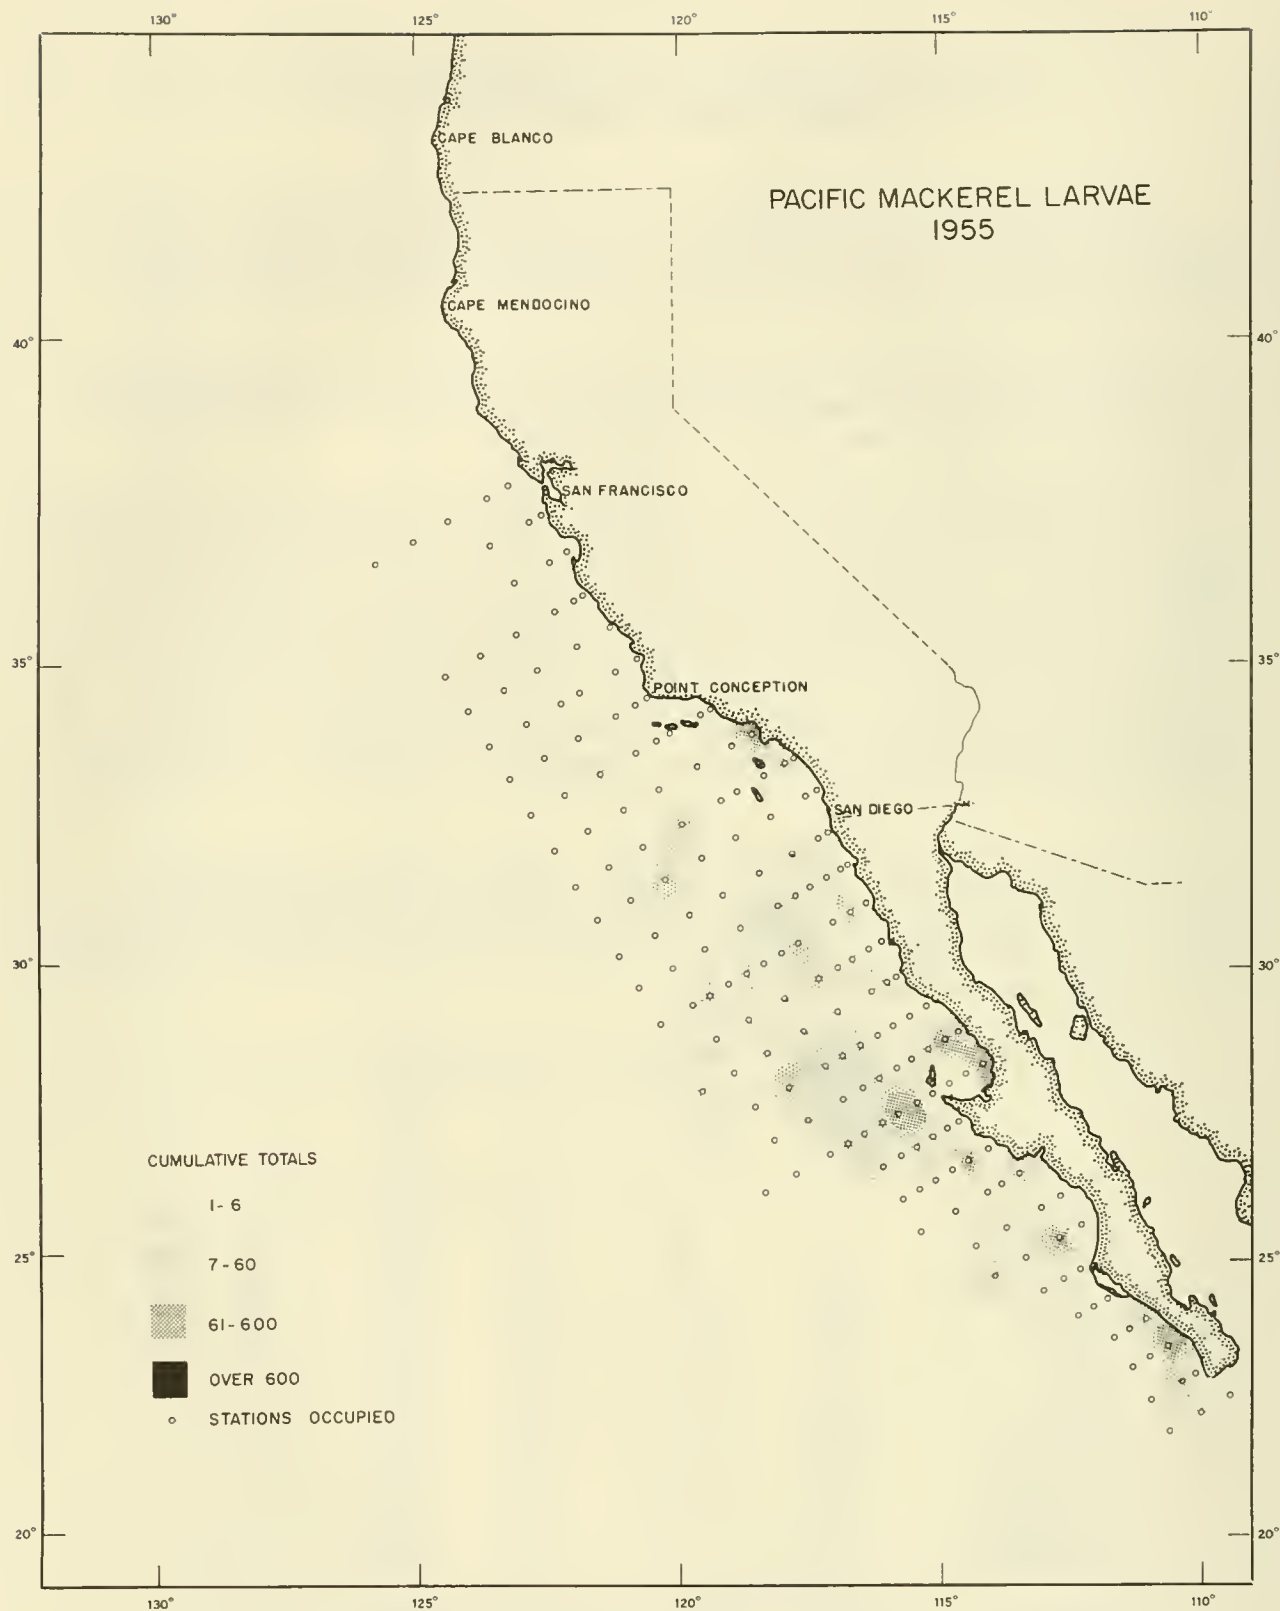 130° 125° 120° 115° 110°
CAPE BLANCO
PACIFIC MACKEREL LARVAE
1955
CAPE MENDOCINO
40° 40°
SAN FRANCISCO
35° 35°
POINT CONCEPTION
SAN DIEGO
30° 30°
CUMULATIVE TOTALS
1-6
25° 25°
7-60
61-600
OVER 600
STATIONS OCCUPIED
20° 20°
130° 125° 120° 115° 110°